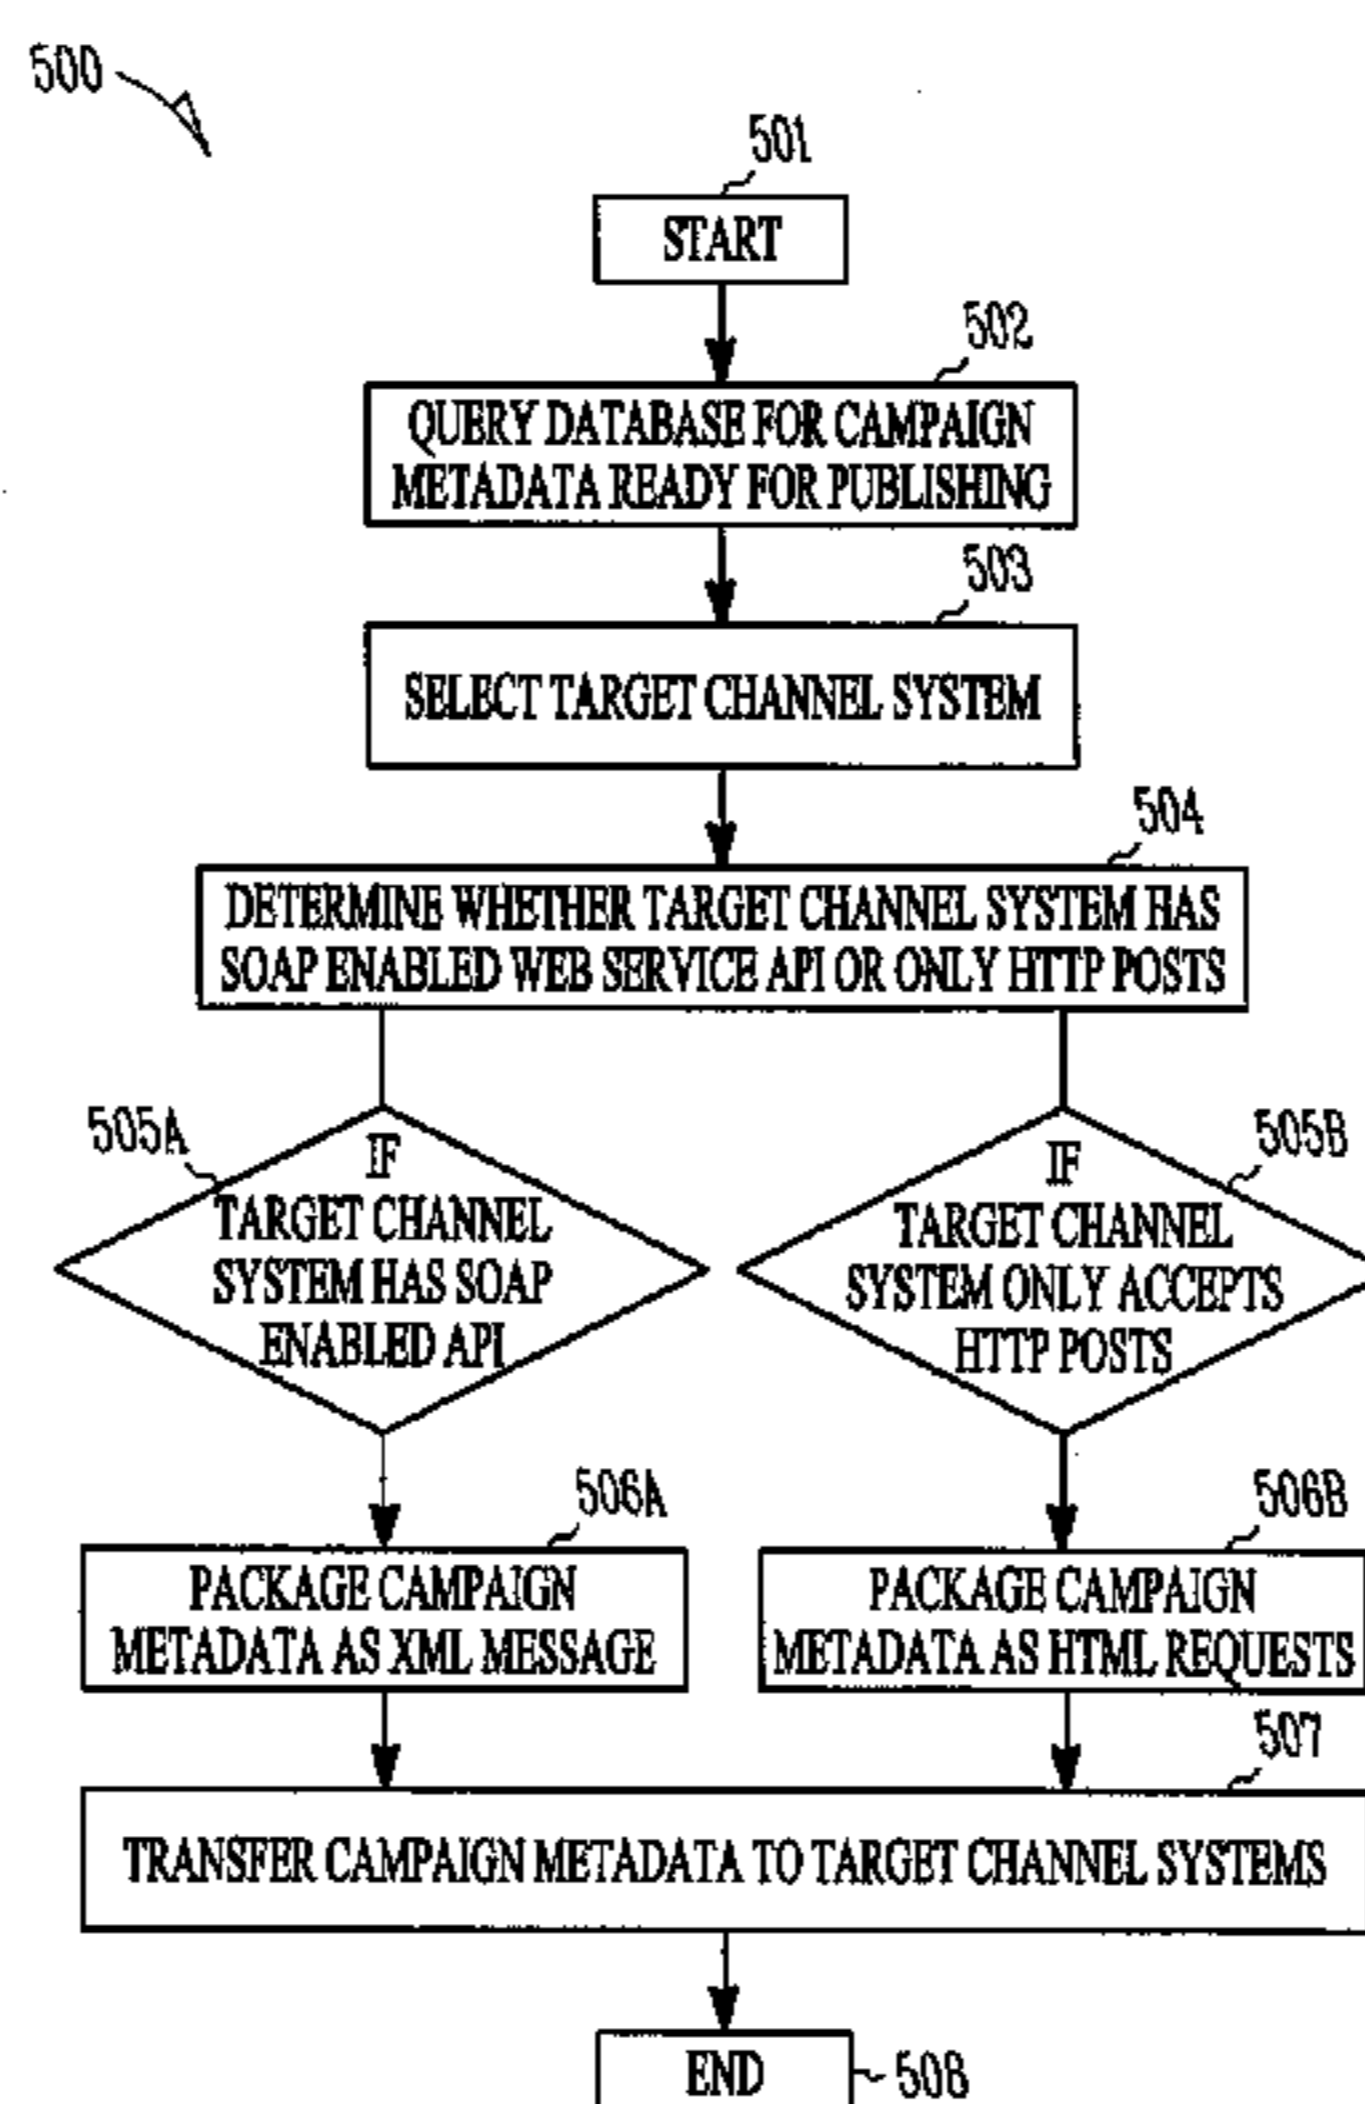 500
501
START
502
QUERY DATABASE FOR CAMPAIGN
METADATA READY FOR PUBLISHING
503
SELECT TARGET CHANNEL SYSTEM
504
DETERMINE WHETHER TARGET CHANNEL SYSTEM HAS
SOAP ENABLED WEB SERVICE API OR ONLY HTTP POSTS
505A
IF
TARGET CHANNEL
SYSTEM HAS SOAP
ENABLED API
505B
IF
TARGET CHANNEL
SYSTEM ONLY ACCEPTS
HTTP POSTS
506A
PACKAGE CAMPAIGN
METADATA AS XML MESSAGE
506B
PACKAGE CAMPAIGN
METADATA AS HTML REQUESTS
507
TRANSFER CAMPAIGN METADATA TO TARGET CHANNEL SYSTEMS
END
508